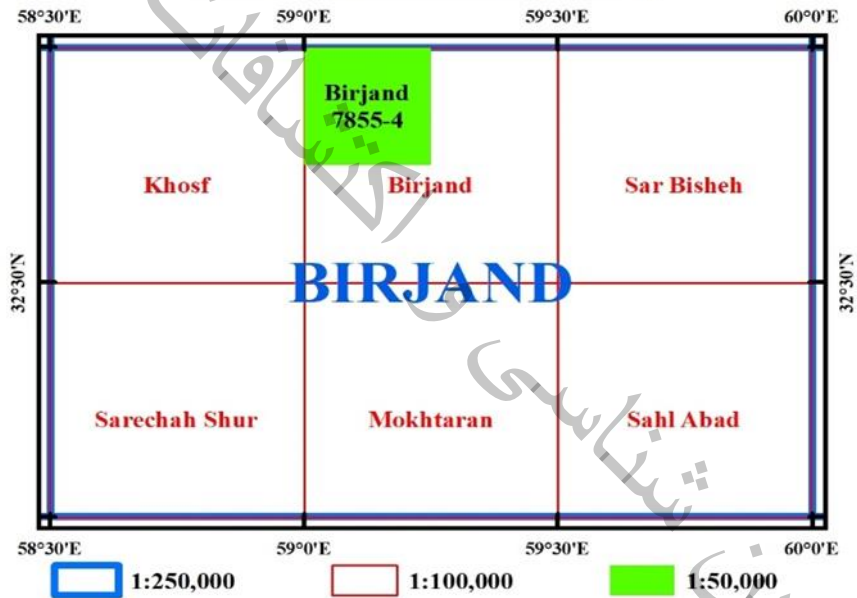 58°30'E 59°0'E 59°30'E 60°0'E
Birjand
7855-4
Khosf Birjand Sar Bisheh
32°30'N BIRJAND 32°30'N
Sarechah Shur Mokhtaran Sahl Abad
58°30'E 59°0'E 59°30'E 60°0'E
1:250,000 1:100,000 1:50,000
اکتشافات
شناسی و